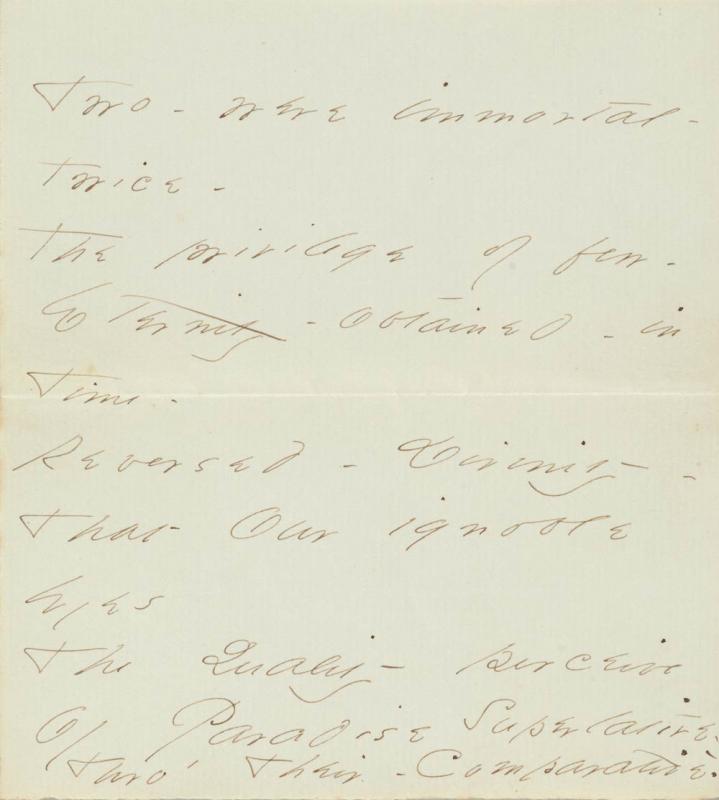 Two - were immortal -
twice -
The privilege of few -
Eternity - obtained - in
time -
Reversed - Divinity -
That Our ignoble
Eyes
The Quality - perceive
Of Paradise Superlative -
thro' their - Comparative.